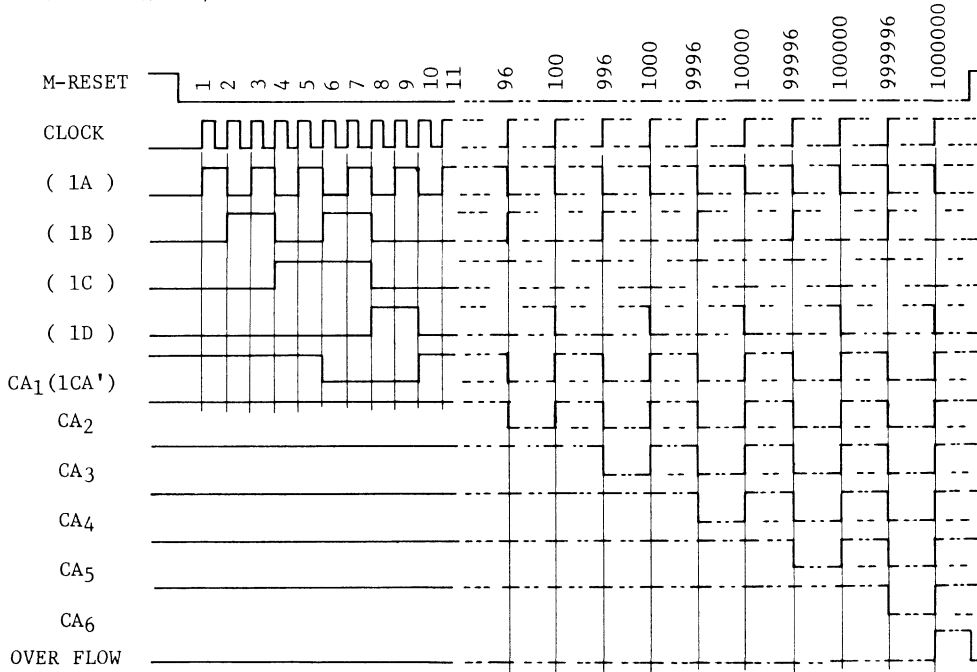 M-RESET
1 2 3 4 5 6 7 8 9 10 11 96 100 996 1000 9996 10000 99996 100000 999996 1000000
CLOCK
( 1A )
( 1B )
( 1C )
( 1D )
CA1(1CA')
CA2
CA3
CA4
CA5
CA6
OVER FLOW